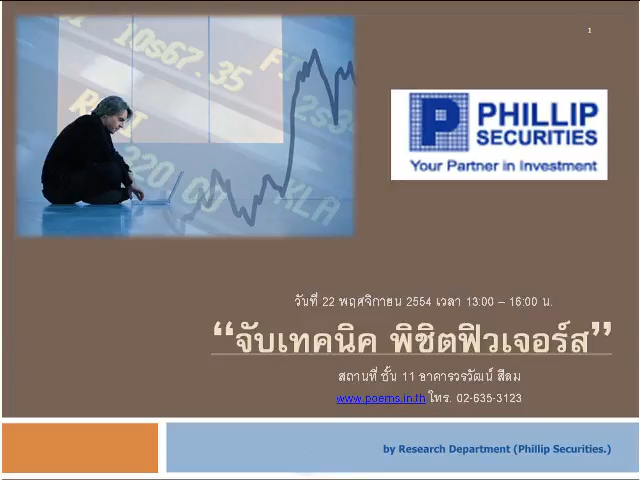 1
10s67.35
PHILLIP
SECURITIES
Your Partner in Investment
KLA
วันที่ 22 พฤศจิกายน 2554 เวลา 13:00 – 16:00 น.
“จับเทคนิค พิชิตฟิวเจอร์ส”
สถานที่ ชั้น 11 อาคารวรวัฒน์ สีลม
www.poems.in.th โทร. 02-635-3123
by Research Department (Phillip Securities.)